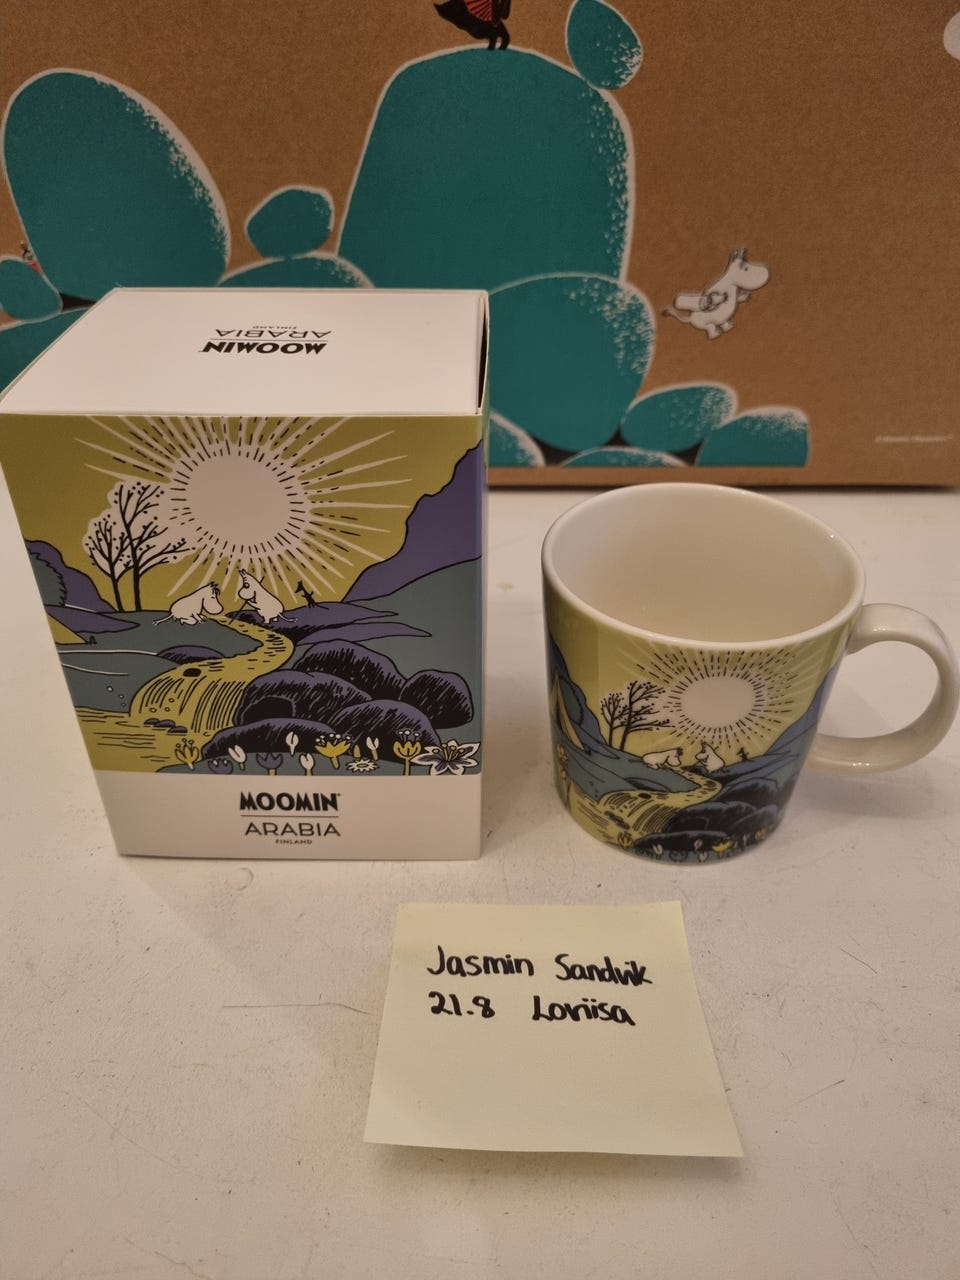 MOOMIN
ARABIA
FINLAND
MOOMIN
ARABIA
FINLAND
Jasmin Sandvik
21.8 Loviisa